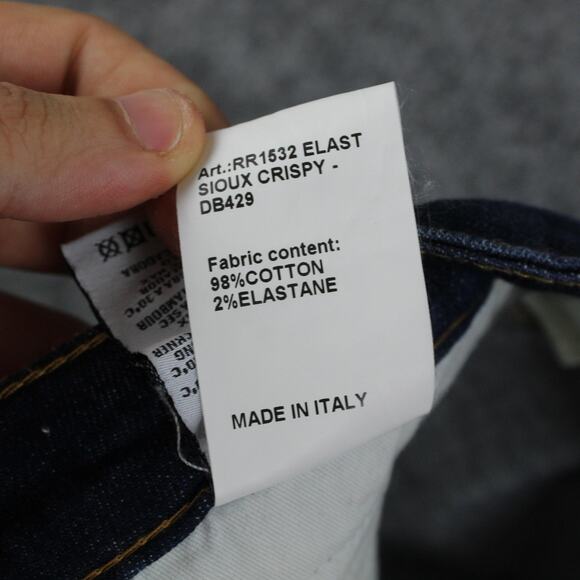 Art.:RR1532 ELAST
SIOUX CRISPY -
DB429
Fabric content:
98%COTTON
2%ELASTANE
MADE IN ITALY